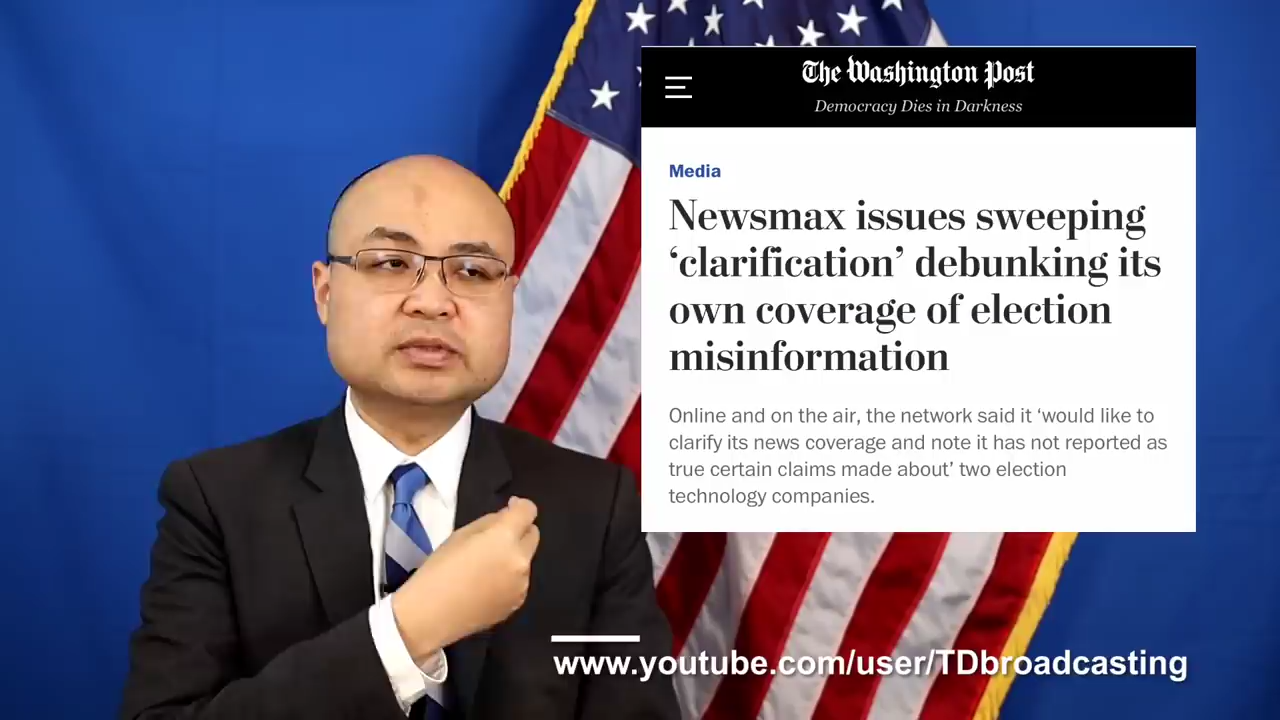 The Washington Post
Democracy Dies in Darkness
Media
Newsmax issues sweeping
‘clarification’ debunking its
own coverage of election
misinformation
Online and on the air, the network said it ‘would like to
clarify its news coverage and note it has not reported as
true certain claims made about’ two election
technology companies.
www.youtube.com/user/TDbroadcasting